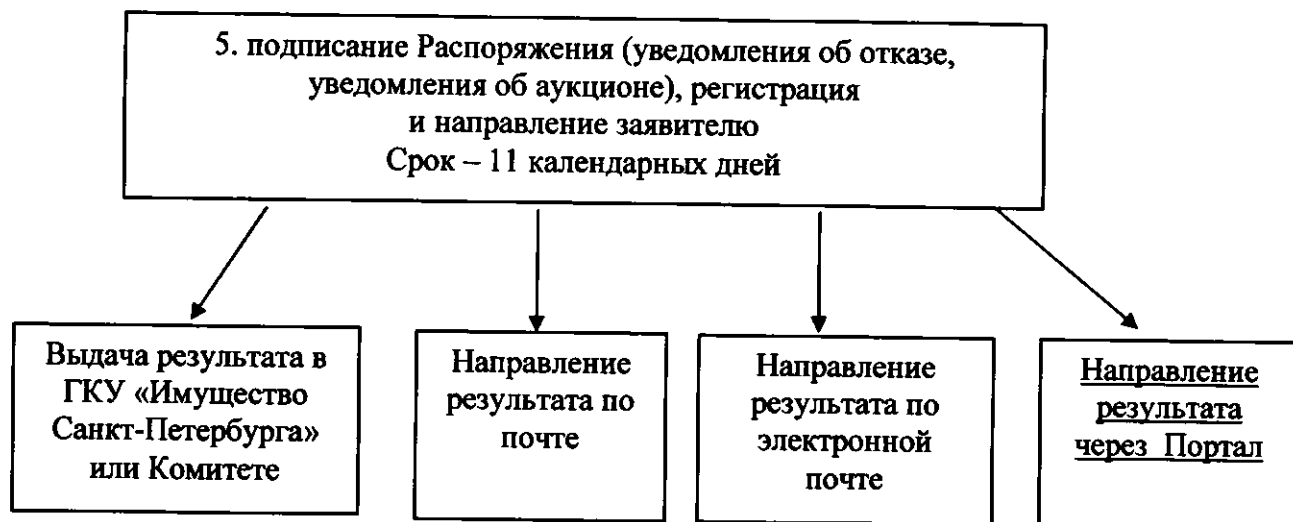 5. подписание Распоряжения (уведомления об отказе,
уведомления об аукционе), регистрация
и направление заявителю
Срок – 11 календарных дней
Выдача результата в
ГКУ «Имущество
Санкт-Петербурга»
или Комитете
Направление
результата по
почте
Направление
результата по
электронной
почте
Направление
результата
через Портал